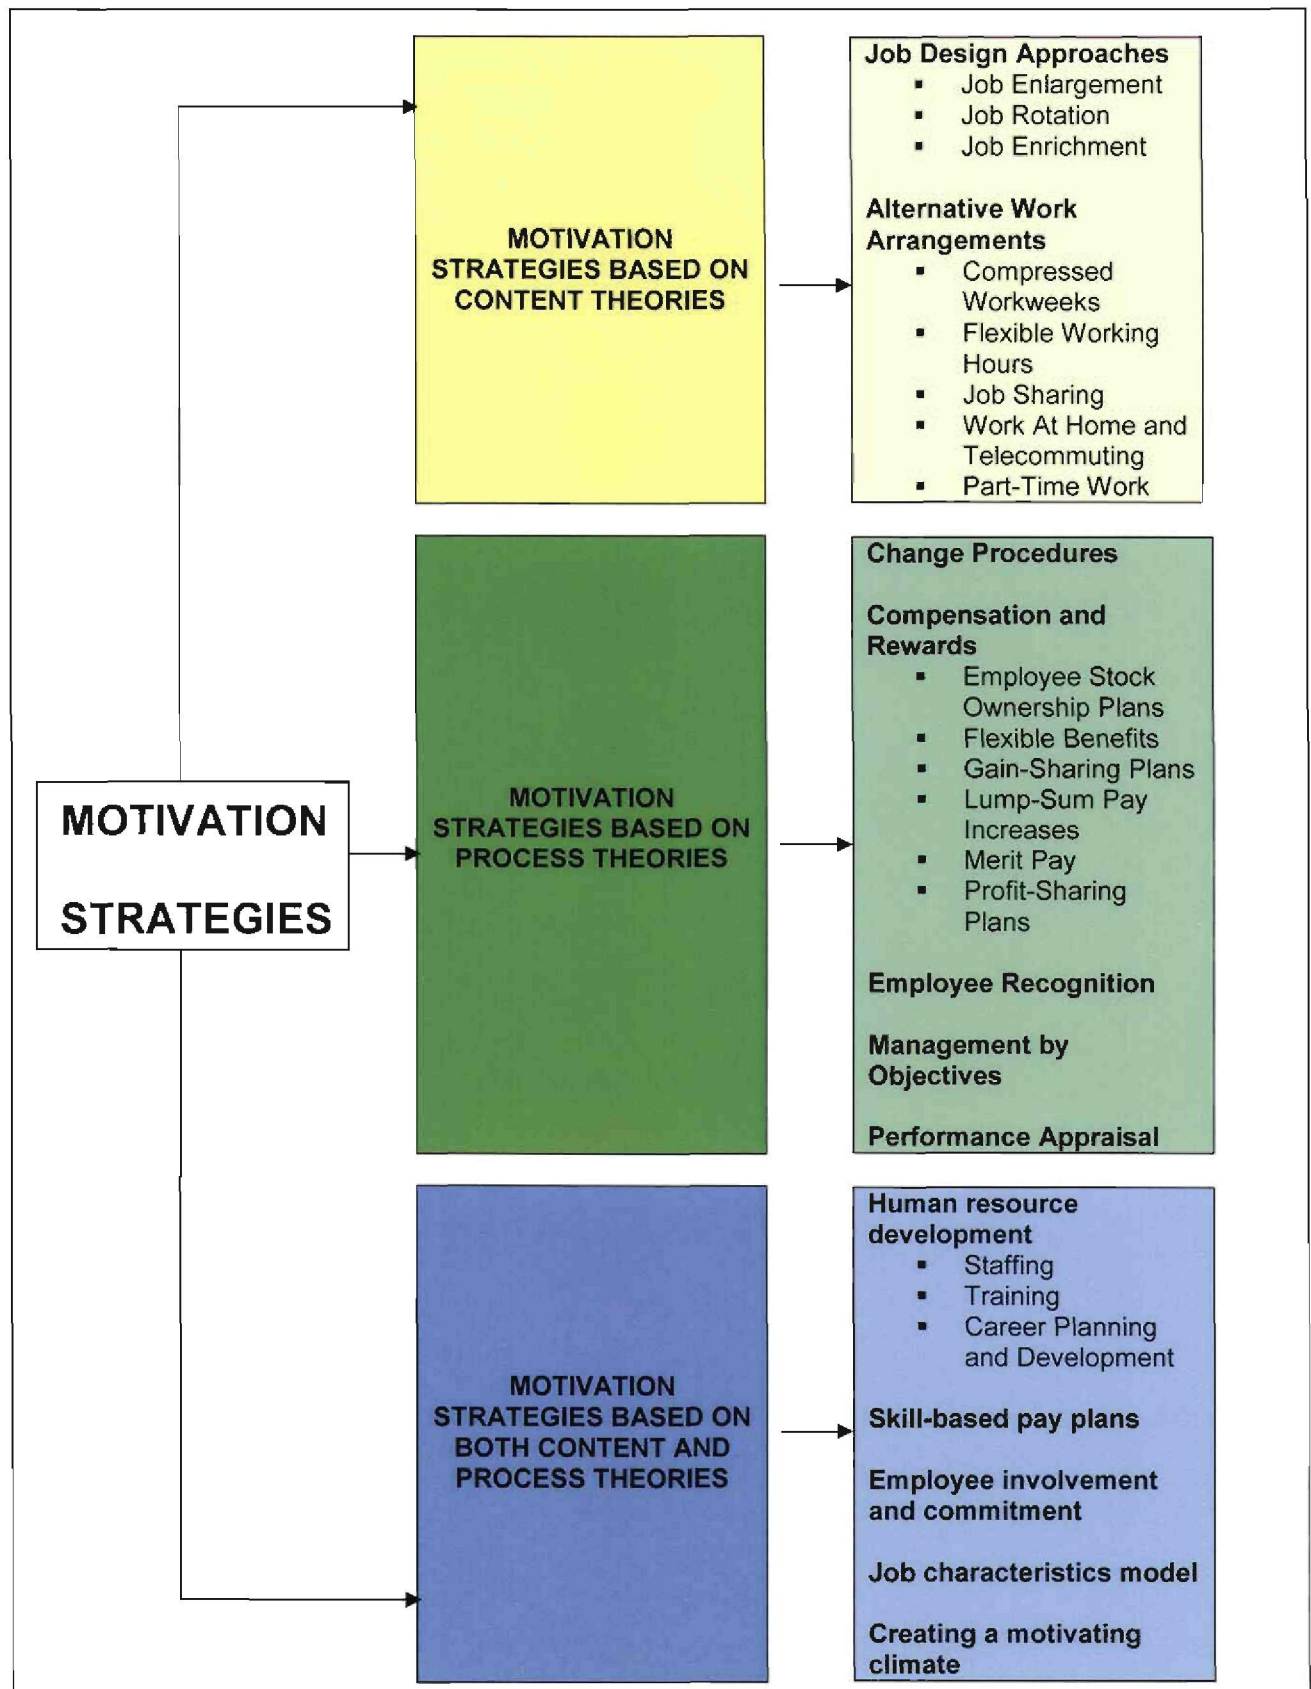 MOTIVATION
STRATEGIES
MOTIVATION
STRATEGIES BASED ON
CONTENT THEORIES
Job Design Approaches
▪ Job Enlargement
▪ Job Rotation
▪ Job Enrichment
Alternative Work
Arrangements
▪ Compressed
Workweeks
▪ Flexible Working
Hours
▪ Job Sharing
▪ Work At Home and
Telecommuting
▪ Part-Time Work
MOTIVATION
STRATEGIES BASED ON
PROCESS THEORIES
Change Procedures
Compensation and
Rewards
▪ Employee Stock
Ownership Plans
▪ Flexible Benefits
▪ Gain-Sharing Plans
▪ Lump-Sum Pay
Increases
▪ Merit Pay
▪ Profit-Sharing
Plans
Employee Recognition
Management by
Objectives
Performance Appraisal
MOTIVATION
STRATEGIES BASED ON
BOTH CONTENT AND
PROCESS THEORIES
Human resource
development
▪ Staffing
▪ Training
▪ Career Planning
and Development
Skill-based pay plans
Employee involvement
and commitment
Job characteristics model
Creating a motivating
climate